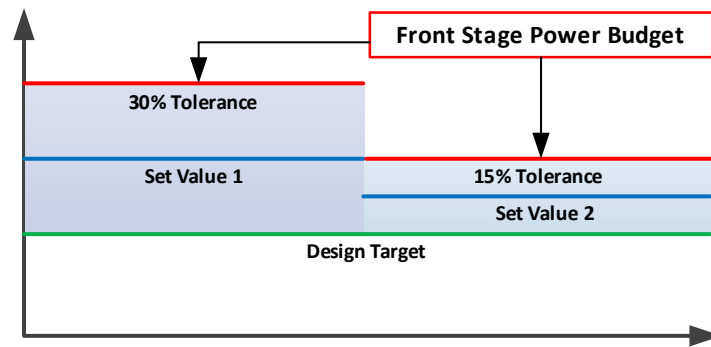 Front Stage Power Budget
30% Tolerance
Set Value 1
15% Tolerance
Set Value 2
Design Target